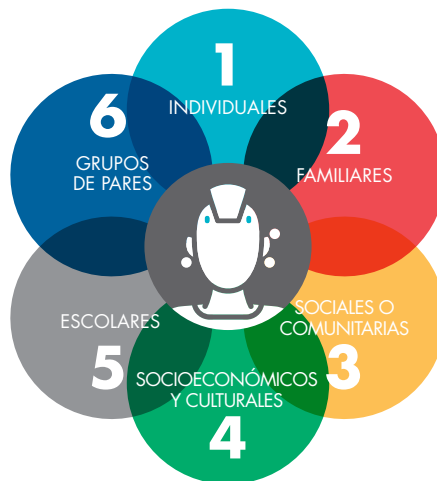 1
INDIVIDUALES
2
FAMILIARES
SOCIALES O
COMUNITARIAS
3
SOCIOECONÓMICOS
Y CULTURALES
4
ESCOLARES
5
6
GRUPOS
DE PARES